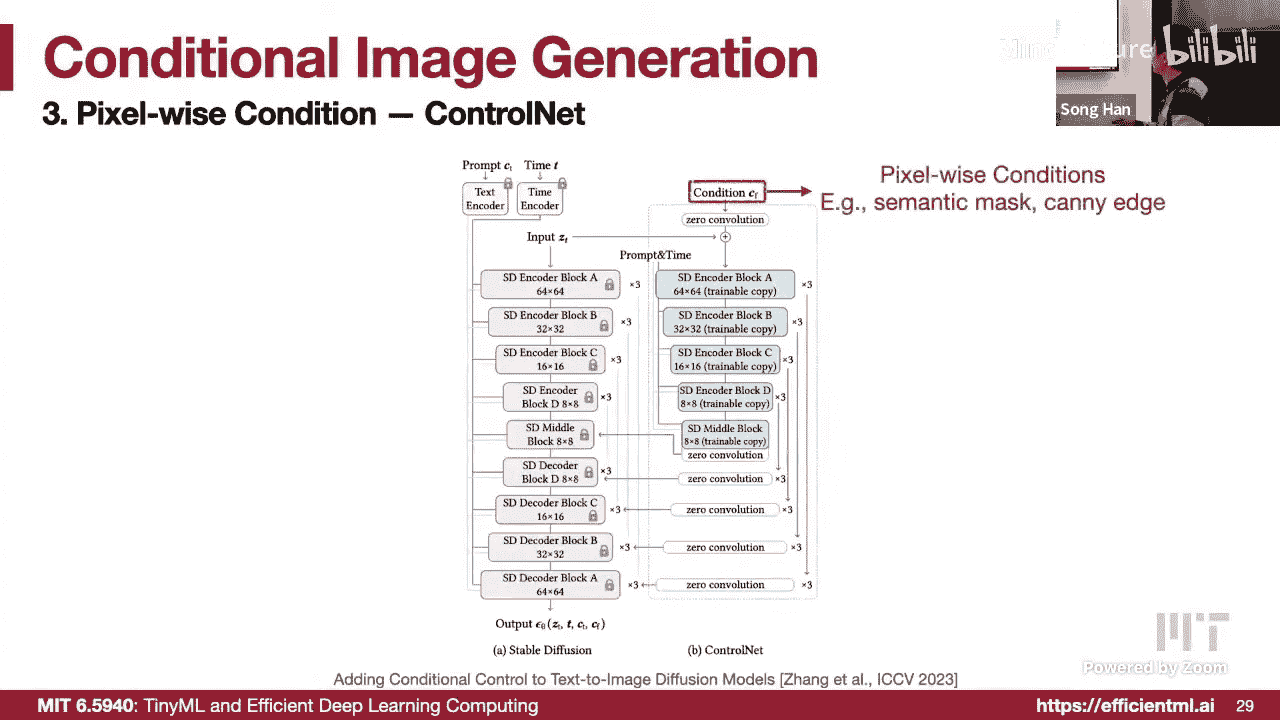 Conditional Image Generation
3. Pixel-wise Condition — ControlNet
bilibili
Song Han
Prompt cₜ Time t
Text Encoder
Time Encoder
Input zₜ
SD Encoder Block A
64×64
×3
SD Encoder Block B
32×32
×3
SD Encoder Block C
16×16
×3
SD Encoder
Block D 8×8
×3
SD Middle
Block 8×8
SD Decoder
Block D 8×8
×3
SD Decoder Block C
16×16
×3
SD Decoder Block B
32×32
×3
SD Decoder Block A
64×64
×3
Output ϵθ(zₜ, t, cₜ, c_f)
(a) Stable Diffusion
Condition c_f
zero convolution
Prompt&Time
SD Encoder Block A
64×64 (trainable copy)
×3
SD Encoder Block B
32×32 (trainable copy)
×3
SD Encoder Block C
16×16 (trainable copy)
×3
SD Encoder Block D
8×8 (trainable copy)
×3
SD Middle Block
8×8 (trainable copy)
zero convolution
zero convolution ×3
zero convolution ×3
zero convolution ×3
zero convolution ×3
(b) ControlNet
Pixel-wise Conditions
E.g., semantic mask, canny edge
Adding Conditional Control to Text-to-Image Diffusion Models [Zhang et al., ICCV 2023]
MIT
Powered by Zoom
MIT 6.5940: TinyML and Efficient Deep Learning Computing
https://efficientml.ai
29